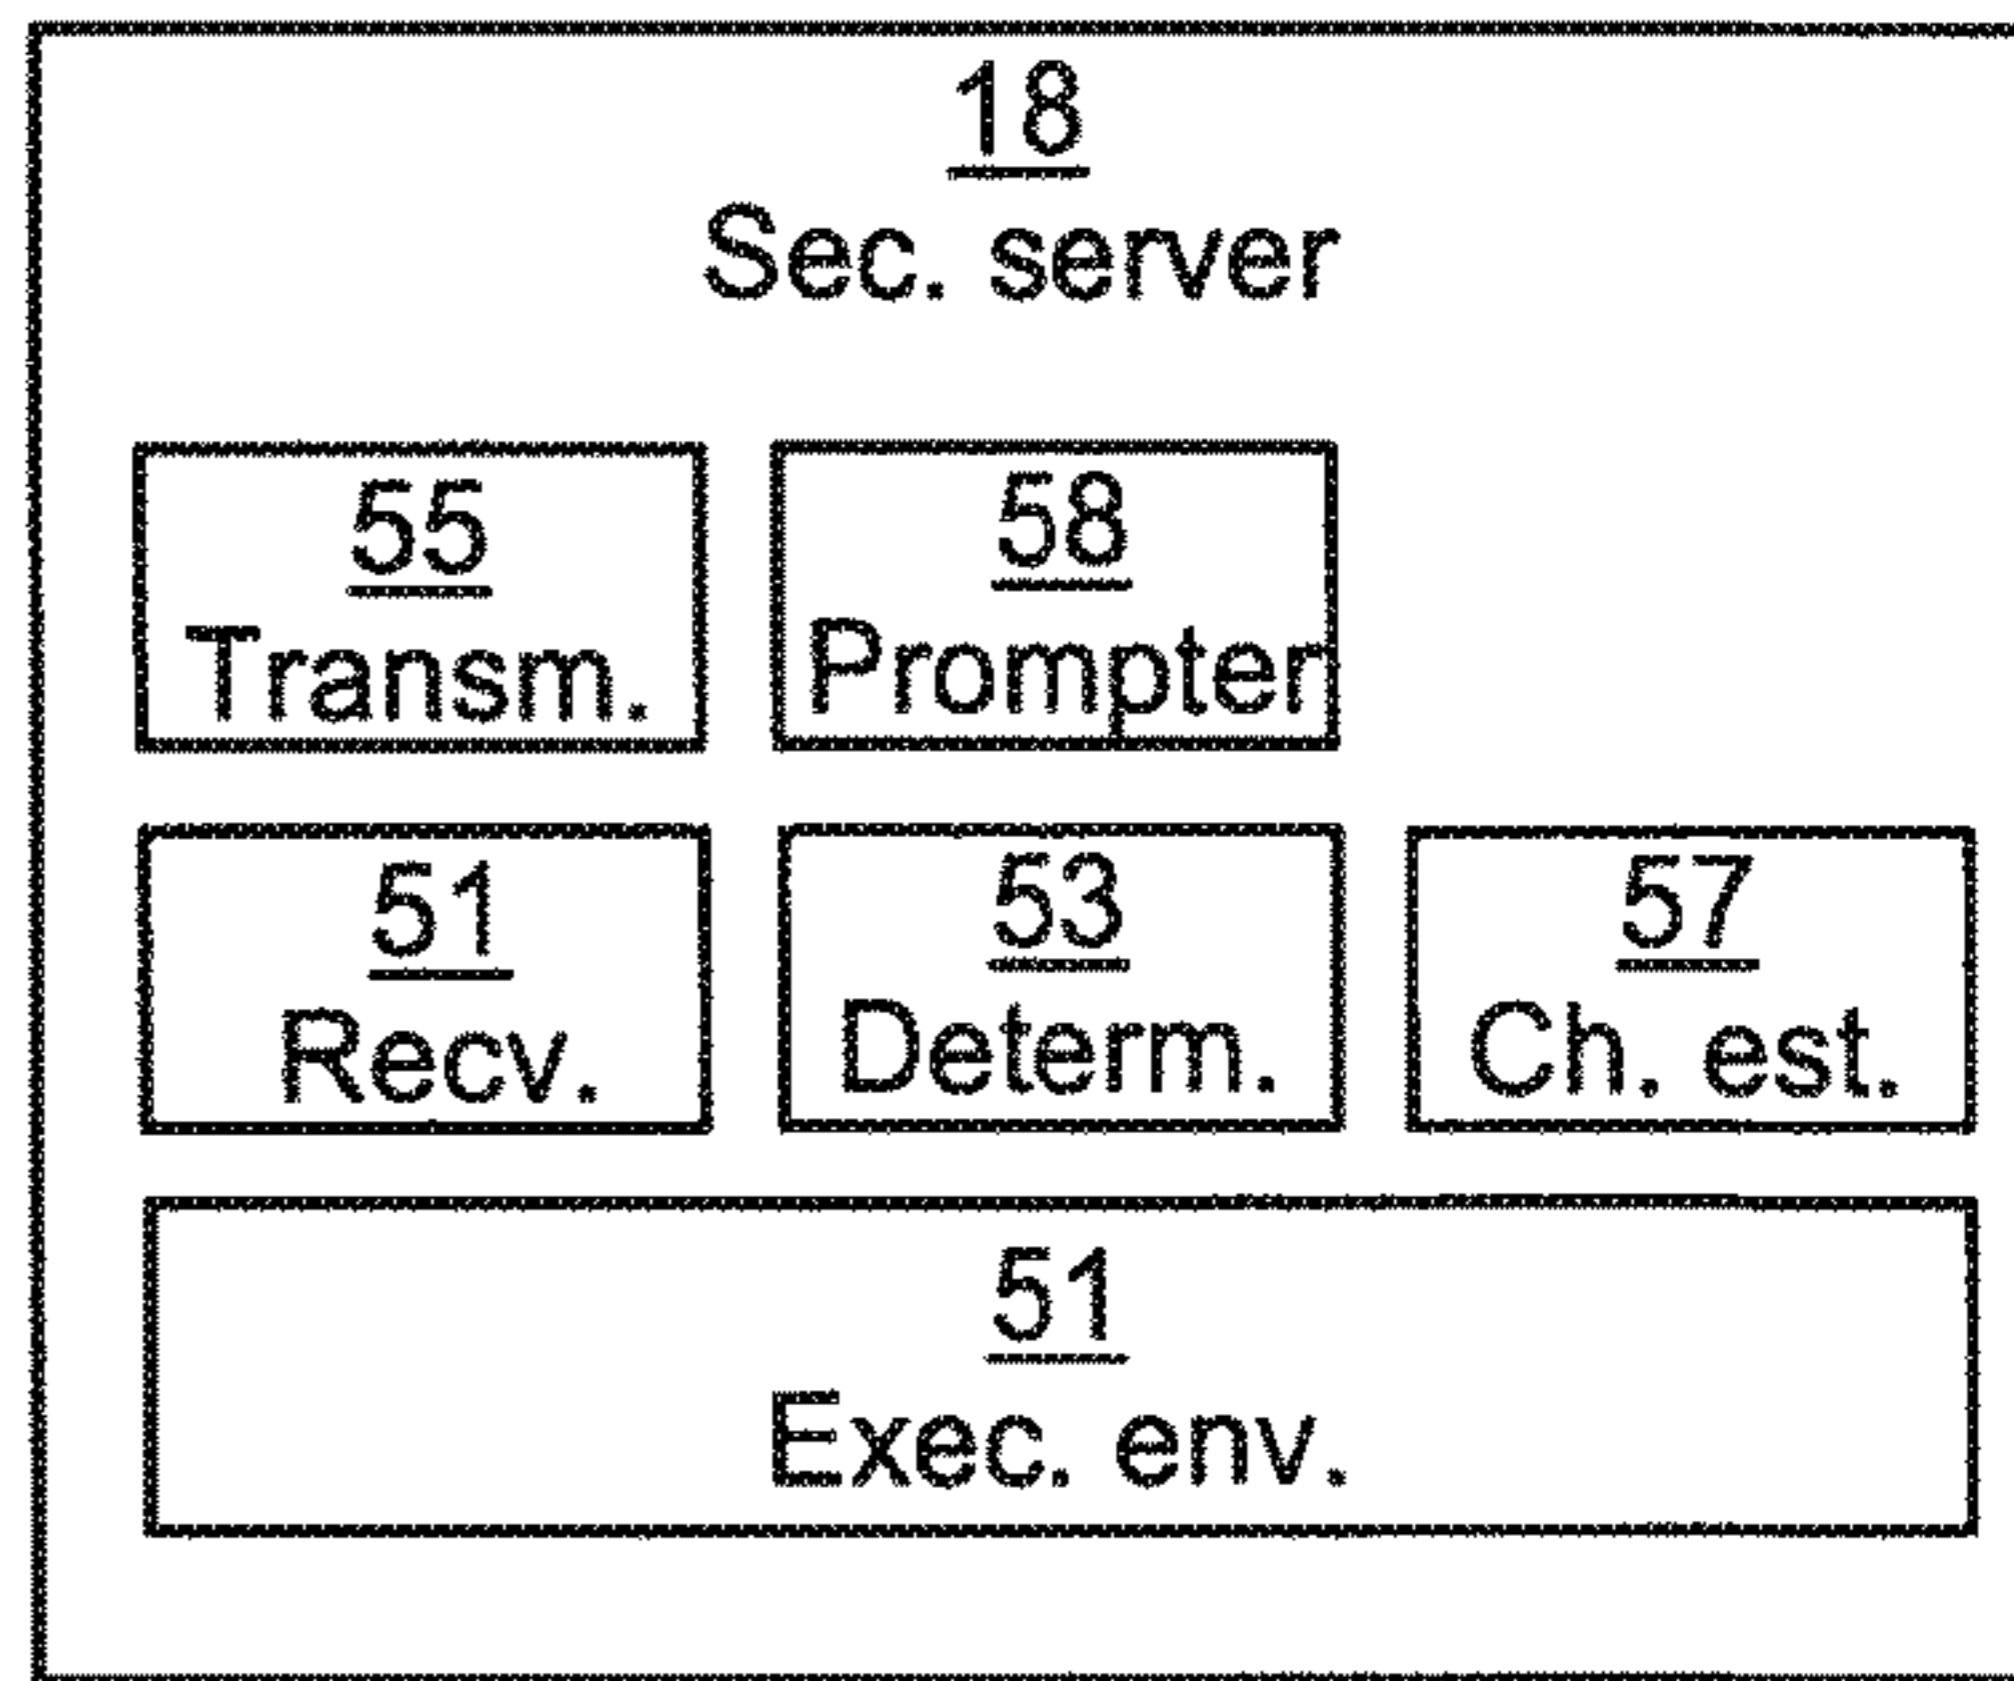 18
Sec. server
55
Transm.
58
Prompter
51
Recv.
53
Determ.
57
Ch. est.
51
Exec. env.